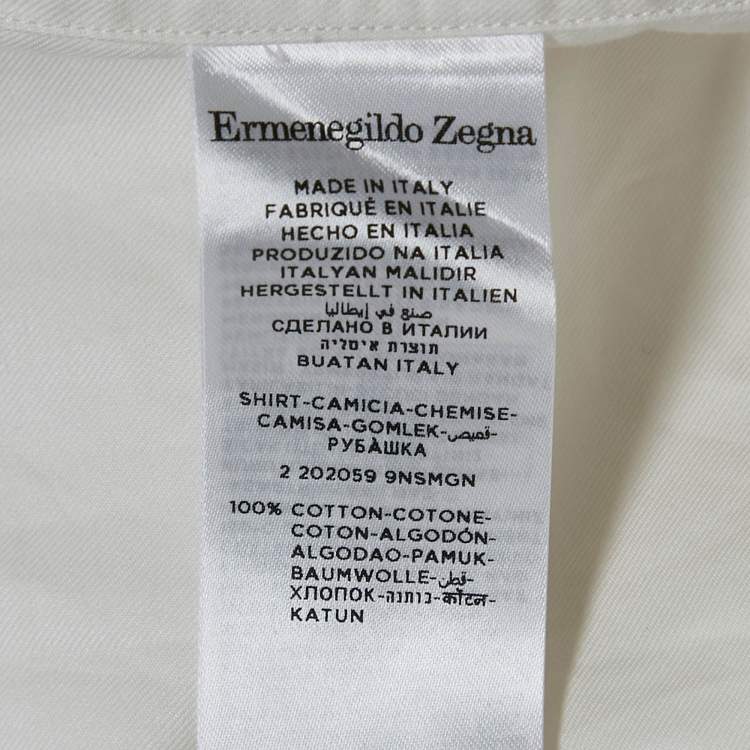 Ermenegildo Zegna
MADE IN ITALY
FABRIQUÉ EN ITALIE
HECHO EN ITALIA
PRODUZIDO NA ITALIA
ITALYAN MALIDIR
HERGESTELLT IN ITALIEN
صنع في إيطاليا
СДЕЛАНО В ИТАЛИИ
תוצרת איטליה
BUATAN ITALY
SHIRT-CAMICIA-CHEMISE-
CAMISA-GOMLEK-قميص-
РУБАШКА
2 202059 9NSMGN
100% COTTON-COTONE-
COTON-ALGODÓN-
ALGODAO-PAMUK-
BAUMWOLLE-قطن-
ХЛОПОК-כותנה-कॉटन-
KATUN